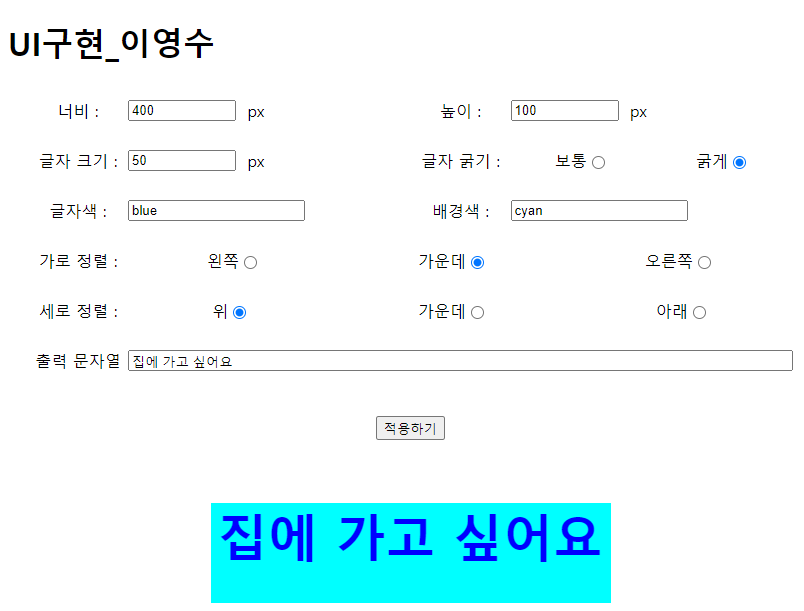 UI구현_이영수
너비 : 400 px 높이 : 100 px
글자 크기 : 50 px 글자 굵기 : 보통 굵게
글자색 : blue 배경색 : cyan
가로 정렬 : 왼쪽 가운데 오른쪽
세로 정렬 : 위 가운데 아래
출력 문자열 집에 가고 싶어요
적용하기
집에 가고 싶어요